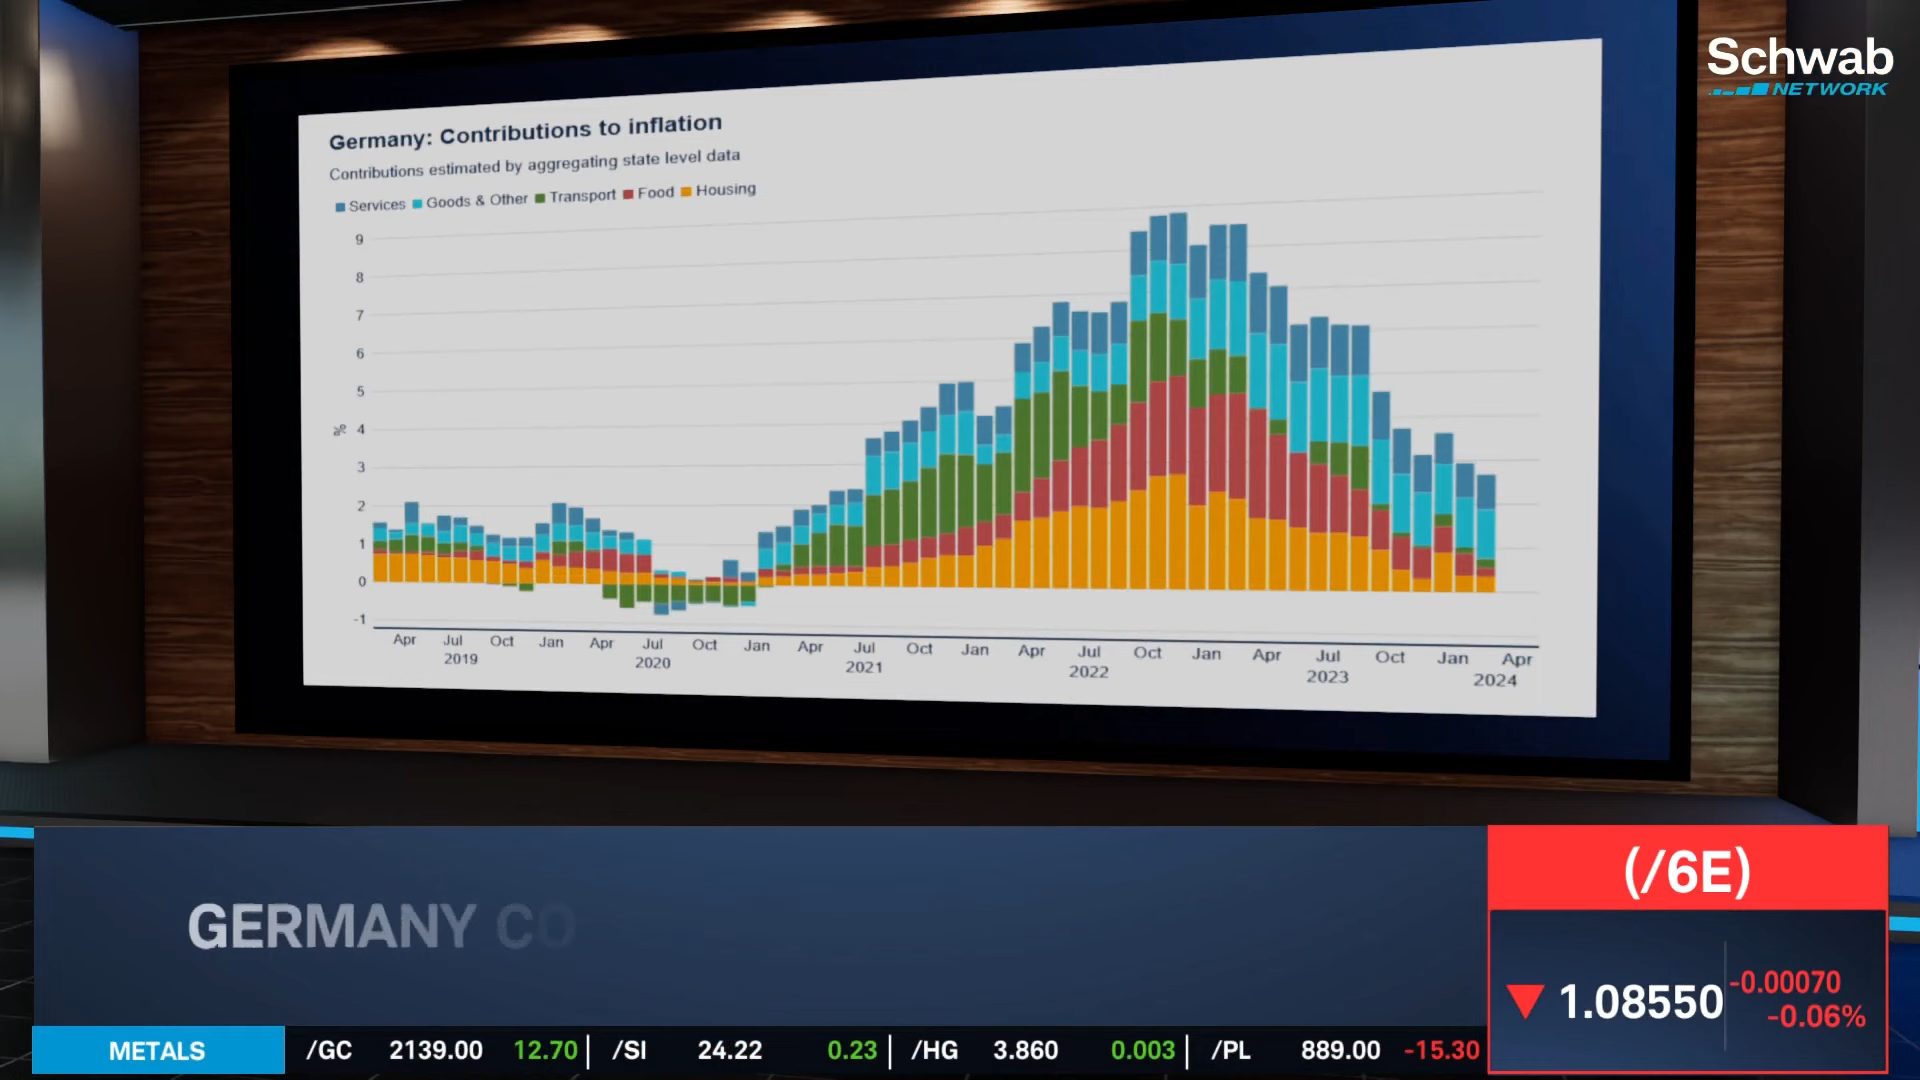 Schwab
NETWORK
Germany: Contributions to inflation
Contributions estimated by aggregating state level data
Services Goods & Other Transport Food Housing
9
8
7
6
5
% 4
3
2
1
0
-1
Apr Jul Oct Jan Apr Jul Oct Jan Apr Jul Oct Jan Apr Jul Oct Jan Apr Jul Oct Jan Apr
2019 2020 2021 2022 2023 2024
GERMANY CO
(/6E)
1.08550 -0.00070
-0.06%
METALS /GC 2139.00 12.70 /SI 24.22 0.23 /HG 3.860 0.003 /PL 889.00 -15.30